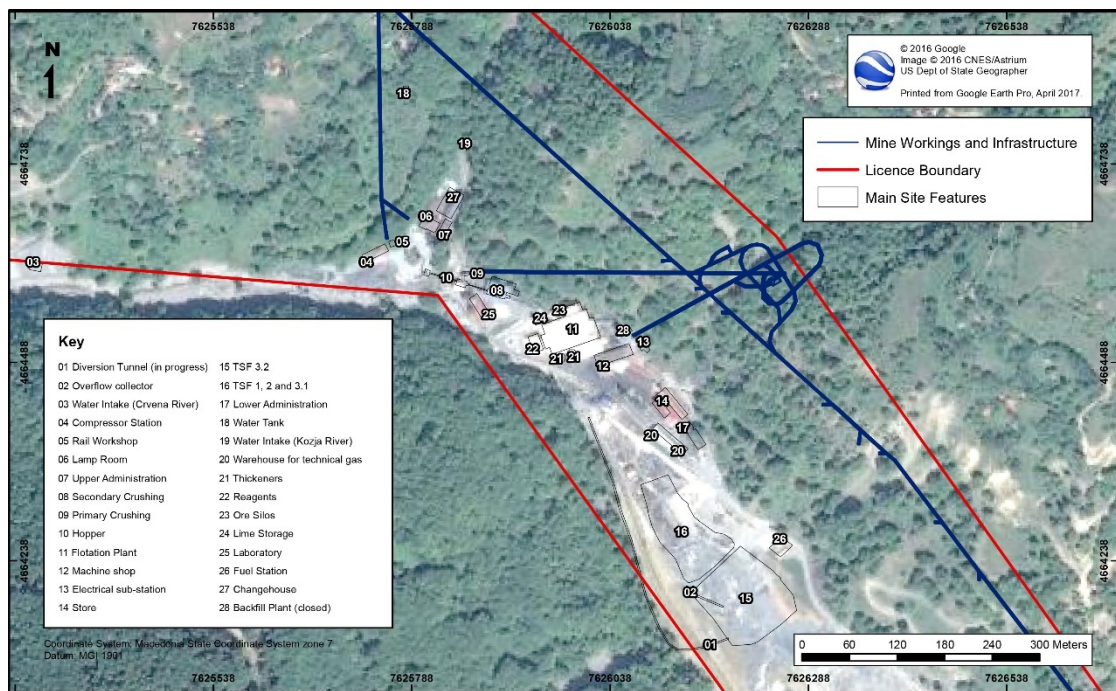 7625538 7625788 7626038 7626288 7626538
N
© 2016 Google
Image © 2016 CNES/Astrium
US Dept of State Geographer
Printed from Google Earth Pro, April 2017.
Mine Workings and Infrastructure
Licence Boundary
Main Site Features
4664738
4664738
18
19
27
06
07
05
04
03
09
10
08
25
23
24
11
28
13
22
21 21
12
14
17
20
20
4664488
4664488
16
26
02
15
01
4664238
4664238
Key
01 Diversion Tunnel (in progress)
02 Overflow collector
03 Water Intake (Crvena River)
04 Compressor Station
05 Rail Workshop
06 Lamp Room
07 Upper Administration
08 Secondary Crushing
09 Primary Crushing
10 Hopper
11 Flotation Plant
12 Machine shop
13 Electrical sub-station
14 Store
15 TSF 3.2
16 TSF 1, 2 and 3.1
17 Lower Administration
18 Water Tank
19 Water Intake (Kozja River)
20 Warehouse for technical gas
21 Thickeners
22 Reagents
23 Ore Silos
24 Lime Storage
25 Laboratory
26 Fuel Station
27 Changehouse
28 Backfill Plant (closed)
Coordinate System: Macedonia State Coordinate System zone 7
Datum: MGI 1901
0 60 120 180 240 300 Meters
7625538 7625788 7626038 7626288 7626538